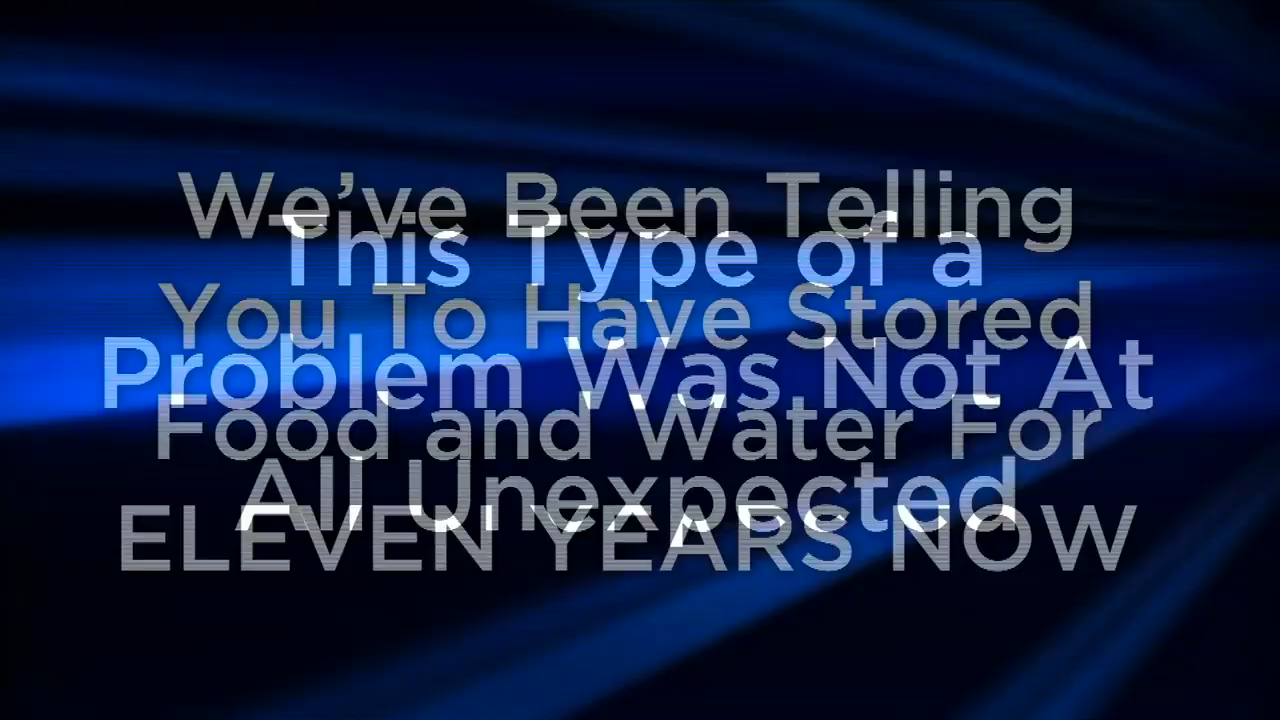 We've Been Telling
You To Have Stored
Food and Water For
ELEVEN YEARS NOW
This Type of a
Problem Was Not At
All Unexpected